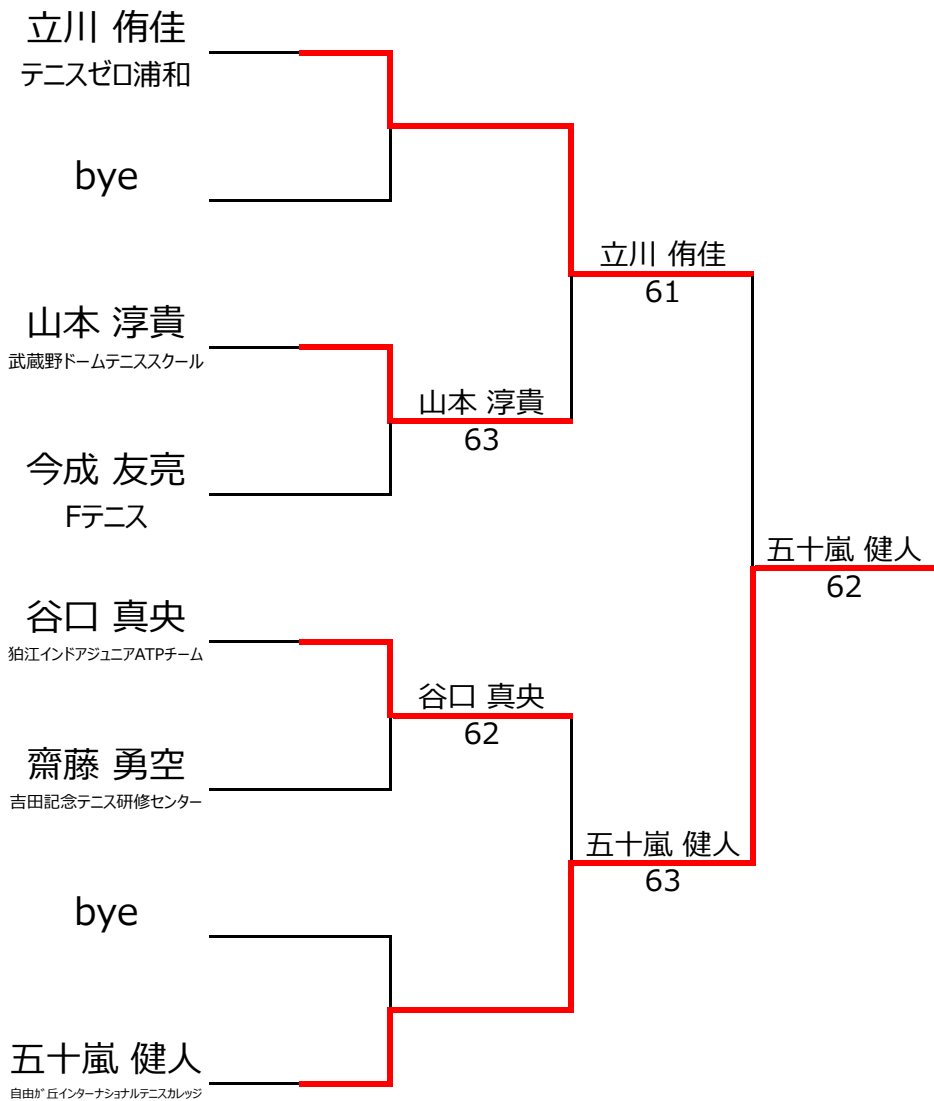 立川 侑佳
テニスゼロ浦和
bye
山本 淳貴
武蔵野ドームテニススクール
今成 友亮
Fテニス
谷口 真央
狛江インドアジュニアATPチーム
齋藤 勇空
吉田記念テニス研修センター
bye
五十嵐 健人
自由が丘インターナショナルテニスカレッジ
山本 淳貴
63
谷口 真央
62
立川 侑佳
61
五十嵐 健人
63
五十嵐 健人
62